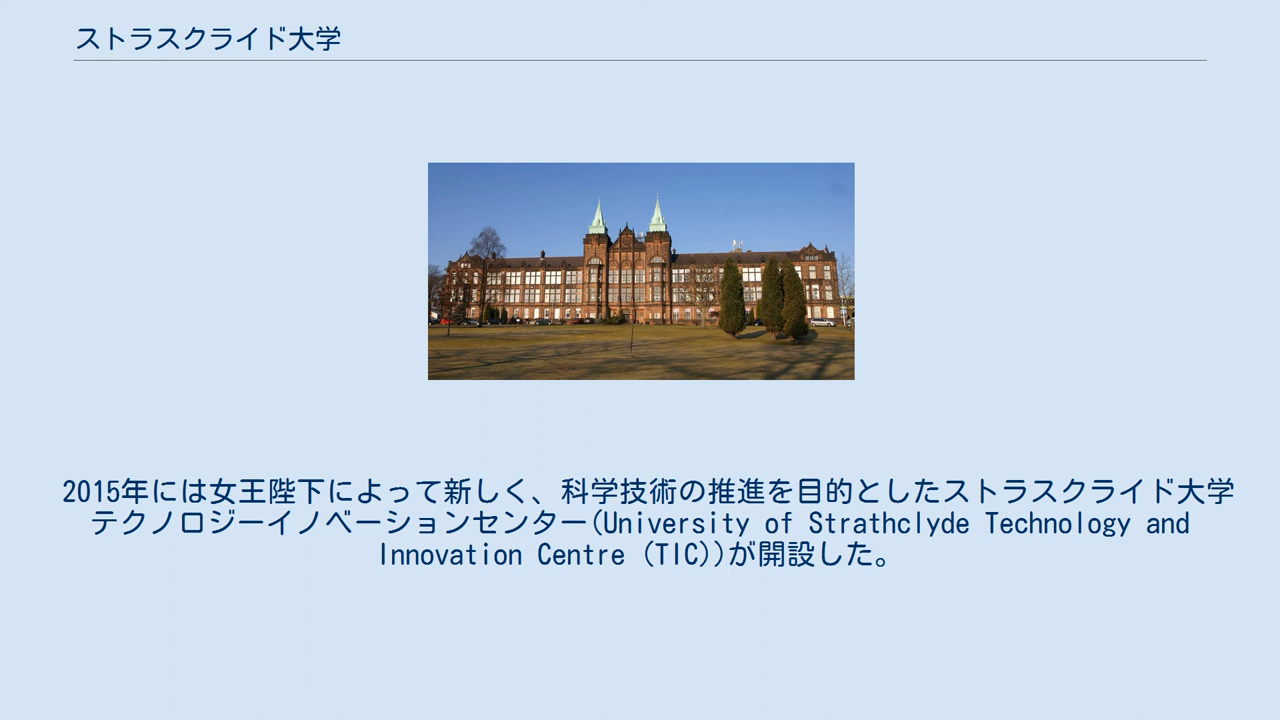 ストラスクライド大学
2015年には女王陛下によって新しく、科学技術の推進を目的としたストラスクライド大学
テクノロジーイノベーションセンター(University of Strathclyde Technology and
Innovation Centre (TIC))が開設した。